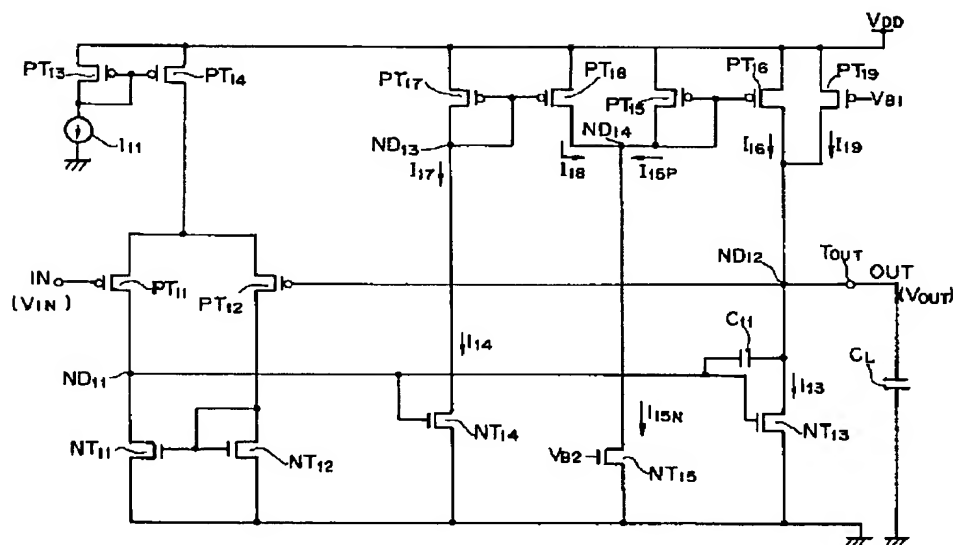 VDD
PT13
PT14
PT17
PT18
PT15
PT16
PT19
VB1
I11
ND13
ND14
I17
I18
I15P
I16
I19
IN
(VIN)
PT11
PT12
ND12
TOUT
OUT
(VOUT)
C11
CL
I14
ND11
I15N
I13
NT11
NT12
NT14
VB2
NT15
NT13